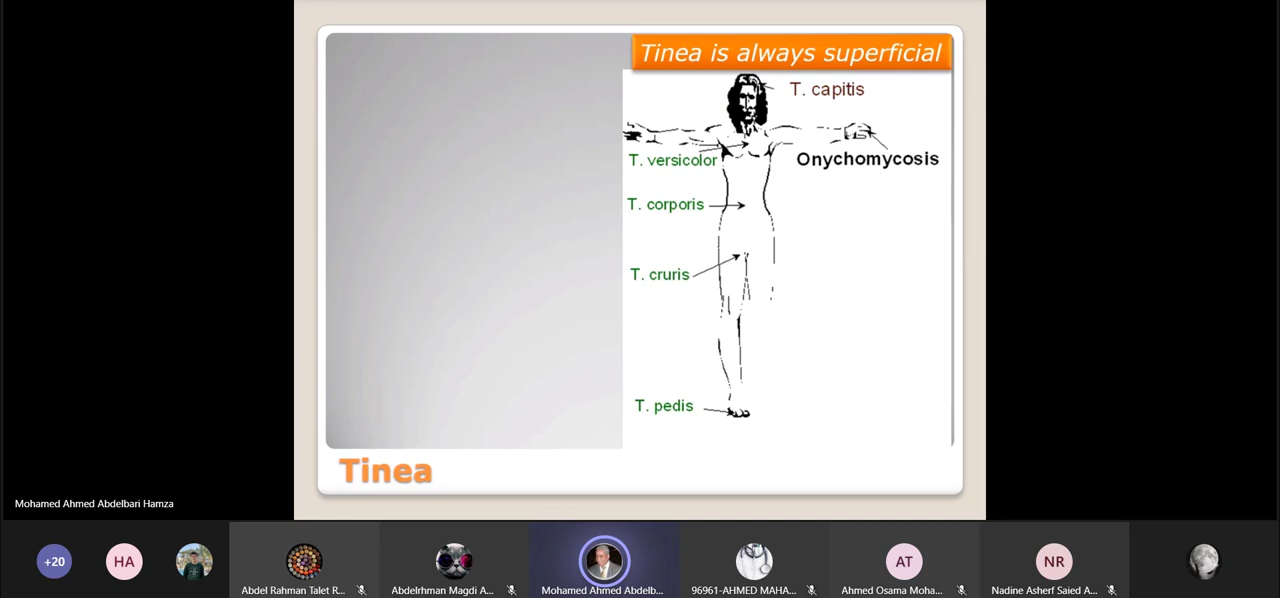 Tinea is always superficial
T. capitis
T. versicolor
Onychomycosis
T. corporis
T. cruris
T. pedis
Tinea
Mohamed Ahmed Abdelbari Hamza
+20
HA
AT
NR
Abdel Rahman Talet R...
Abdelrhman Magdi A...
Mohamed Ahmed Abdelb...
96961-AHMED MAHA...
Ahmed Osama Moha...
Nadine Asherf Saied A...